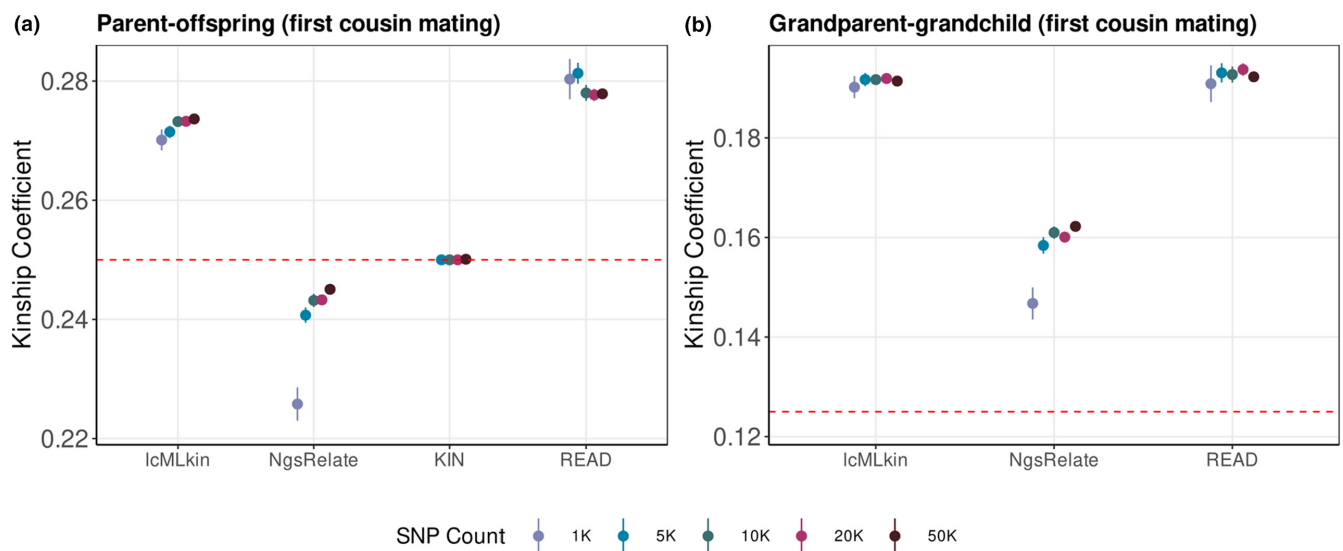 (a) Parent-offspring (first cousin mating)
Kinship Coefficient
0.28
0.26
0.24
0.22
lcMLkin NgsRelate KIN READ
(b) Grandparent-grandchild (first cousin mating)
Kinship Coefficient
0.18
0.16
0.14
0.12
lcMLkin NgsRelate READ
SNP Count 1K 5K 10K 20K 50K